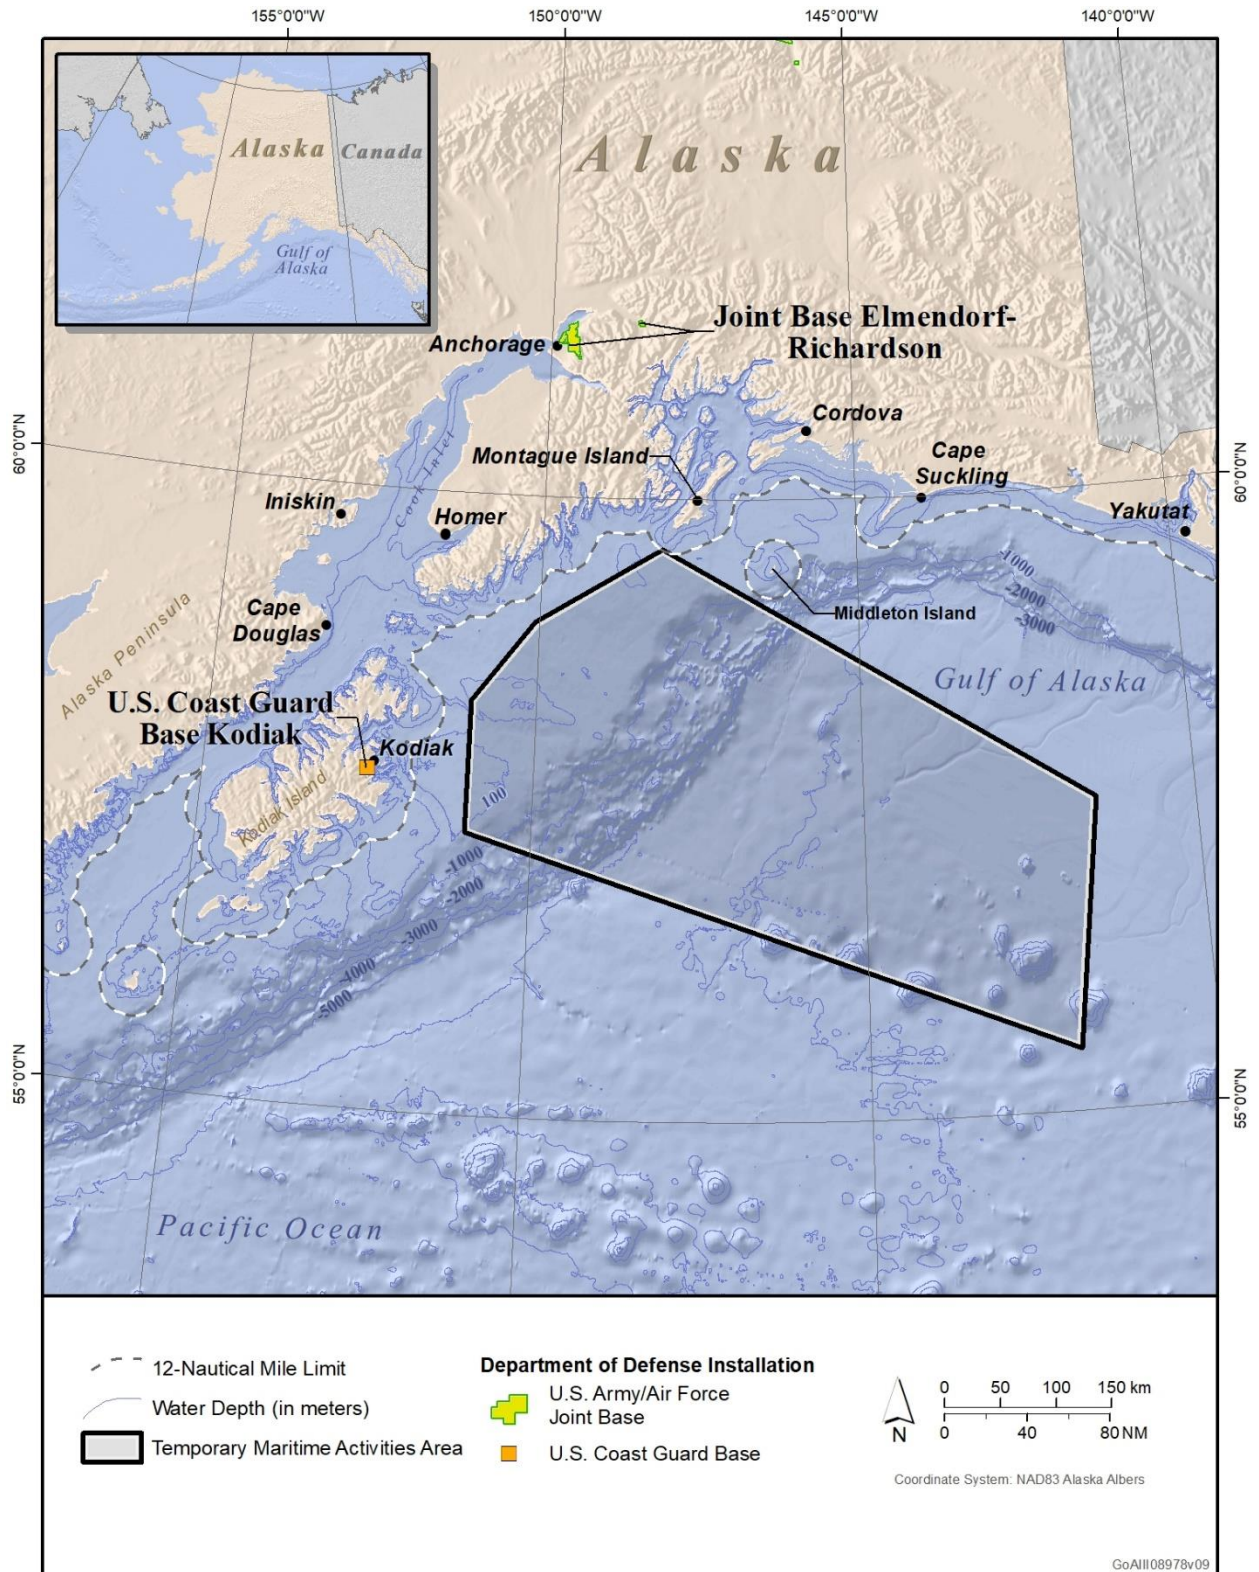 155°0'0"W
150°0'0"W
145°0'0"W
140°0'0"W
Alaska
Canada
Gulf of
Alaska
Alaska
Anchorage
Joint Base Elmendorf-
Richardson
60°0'0"N
60°0'0"N
Cordova
Montague Island
Cape
Suckling
Cook Inlet
Iniskin
Homer
Yakutat
-1000
-2000
-3000
Middleton Island
Cape
Douglas
Alaska Peninsula
Gulf of Alaska
U.S. Coast Guard
Base Kodiak
Kodiak
Kodiak Island
100
-1000
-2000
-3000
-4000
-5000
55°0'0"N
55°0'0"N
Pacific Ocean
12-Nautical Mile Limit
Water Depth (in meters)
Temporary Maritime Activities Area
Department of Defense Installation
U.S. Army/Air Force
Joint Base
U.S. Coast Guard Base
N
0 50 100 150 km
0 40 80 NM
Coordinate System: NAD83 Alaska Albers
GoAIII08978v09